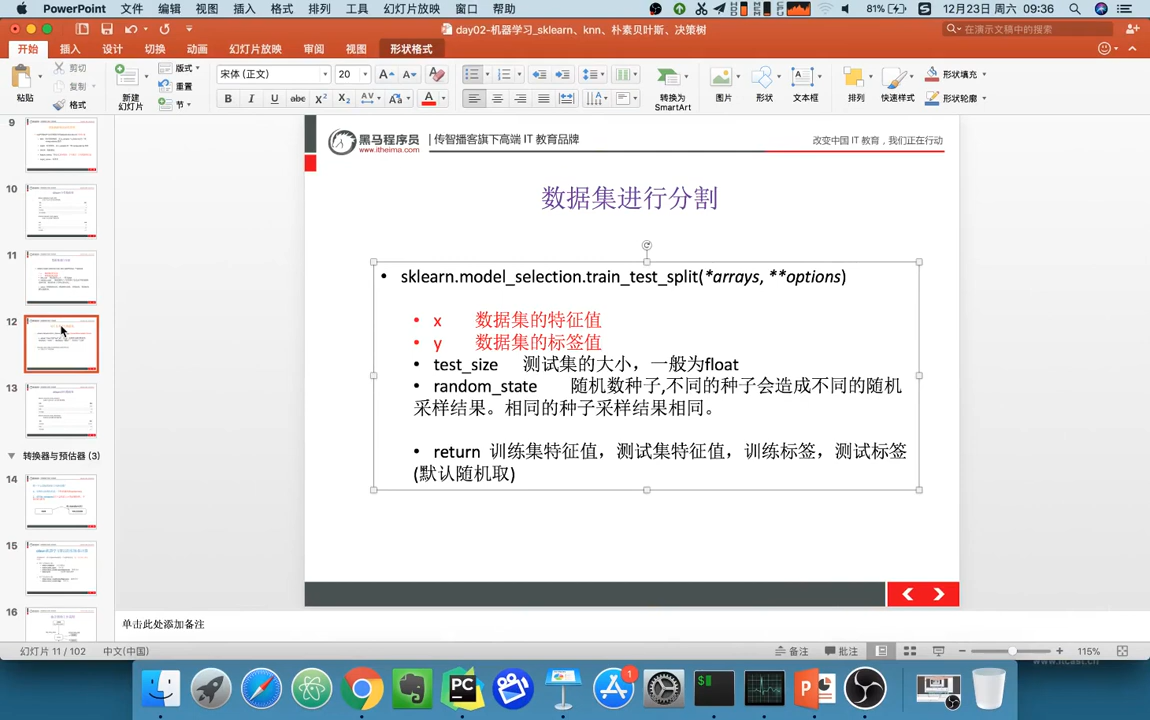 PowerPoint 文件 编辑 视图 插入 格式 排列 工具 幻灯片放映 窗口 帮助 81% 12月23日 周六 09:36
day02-机器学习_sklearn、knn、朴素贝叶斯、决策树
在演示文稿中搜索
开始 插入 设计 切换 动画 幻灯片放映 审阅 视图 形状格式
粘贴
剪切
复制
格式
新建
幻灯片
版式
重置
节
宋体 (正文) 20
转换为
SmartArt
图片 形状 文本框 排列 快速样式
形状填充
形状轮廓
9
10
11
12
13
转换器与预估器 (3)
14
15
16
黑马程序员
www.itheima.com
传智播客旗下高端 IT 教育品牌
改变中国 IT 教育，我们正在行动
数据集进行分割
• sklearn.model_selection.train_test_split(*arrays, **options)
• x 数据集的特征值
• y 数据集的标签值
• test_size 测试集的大小，一般为float
• random_state 随机数种子,不同的种子会造成不同的随机
采样结果。相同的种子采样结果相同。
• return 训练集特征值，测试集特征值，训练标签，测试标签
(默认随机取)
单击此处添加备注
幻灯片 11 / 102 中文(中国) 备注 批注 115%
www.itcast.cn